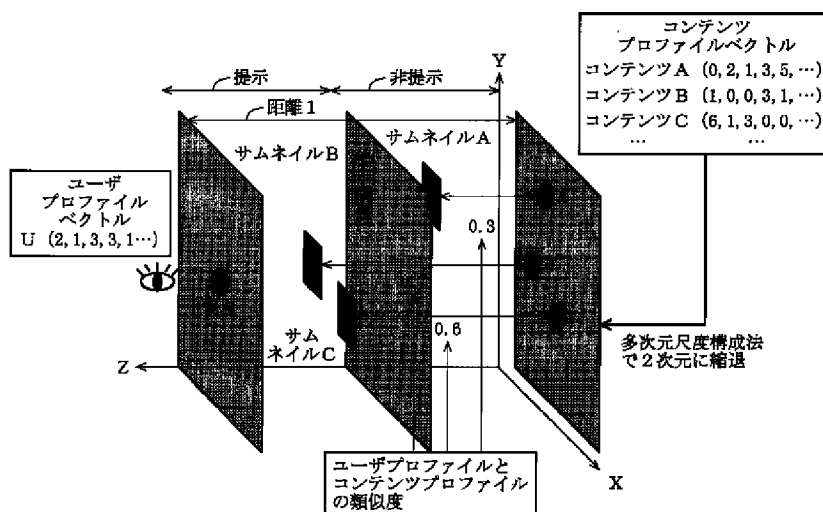 コンテンツ
プロファイルベクトル
コンテンツA (0, 2, 1, 3, 5, …)
コンテンツB (1, 0, 0, 3, 1, …)
コンテンツC (6, 1, 3, 0, 0, …)
… …
Y
提示
非提示
距離1
サムネイルA
サムネイルB
ユーザ
プロファイル
ベクトル
U (2, 1, 3, 3, 1…)
0.3
0.6
サム
ネイルC
Z
多次元尺度構成法
で2次元に縮退
X
ユーザプロファイルと
コンテンツプロファイル
の類似度